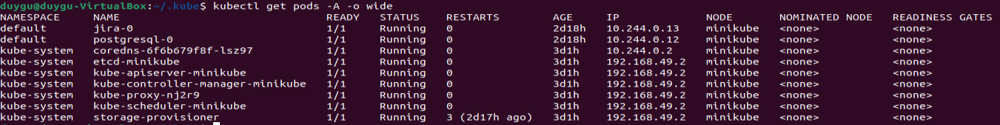 duygu@duygu-VirtualBox:~/.kube$ kubectl get pods -A -o wide
NAMESPACE NAME READY STATUS RESTARTS AGE IP NODE NOMINATED NODE READINESS GATES
default jira-0 1/1 Running 0 2d18h 10.244.0.13 minikube <none> <none>
default postgresql-0 1/1 Running 0 2d18h 10.244.0.12 minikube <none> <none>
kube-system coredns-6f6b679f8f-lsz97 1/1 Running 0 3d1h 10.244.0.2 minikube <none> <none>
kube-system etcd-minikube 1/1 Running 0 3d1h 192.168.49.2 minikube <none> <none>
kube-system kube-apiserver-minikube 1/1 Running 0 3d1h 192.168.49.2 minikube <none> <none>
kube-system kube-controller-manager-minikube 1/1 Running 0 3d1h 192.168.49.2 minikube <none> <none>
kube-system kube-proxy-nj2r9 1/1 Running 0 3d1h 192.168.49.2 minikube <none> <none>
kube-system kube-scheduler-minikube 1/1 Running 0 3d1h 192.168.49.2 minikube <none> <none>
kube-system storage-provisioner 1/1 Running 3 (2d17h ago) 3d1h 192.168.49.2 minikube <none> <none>